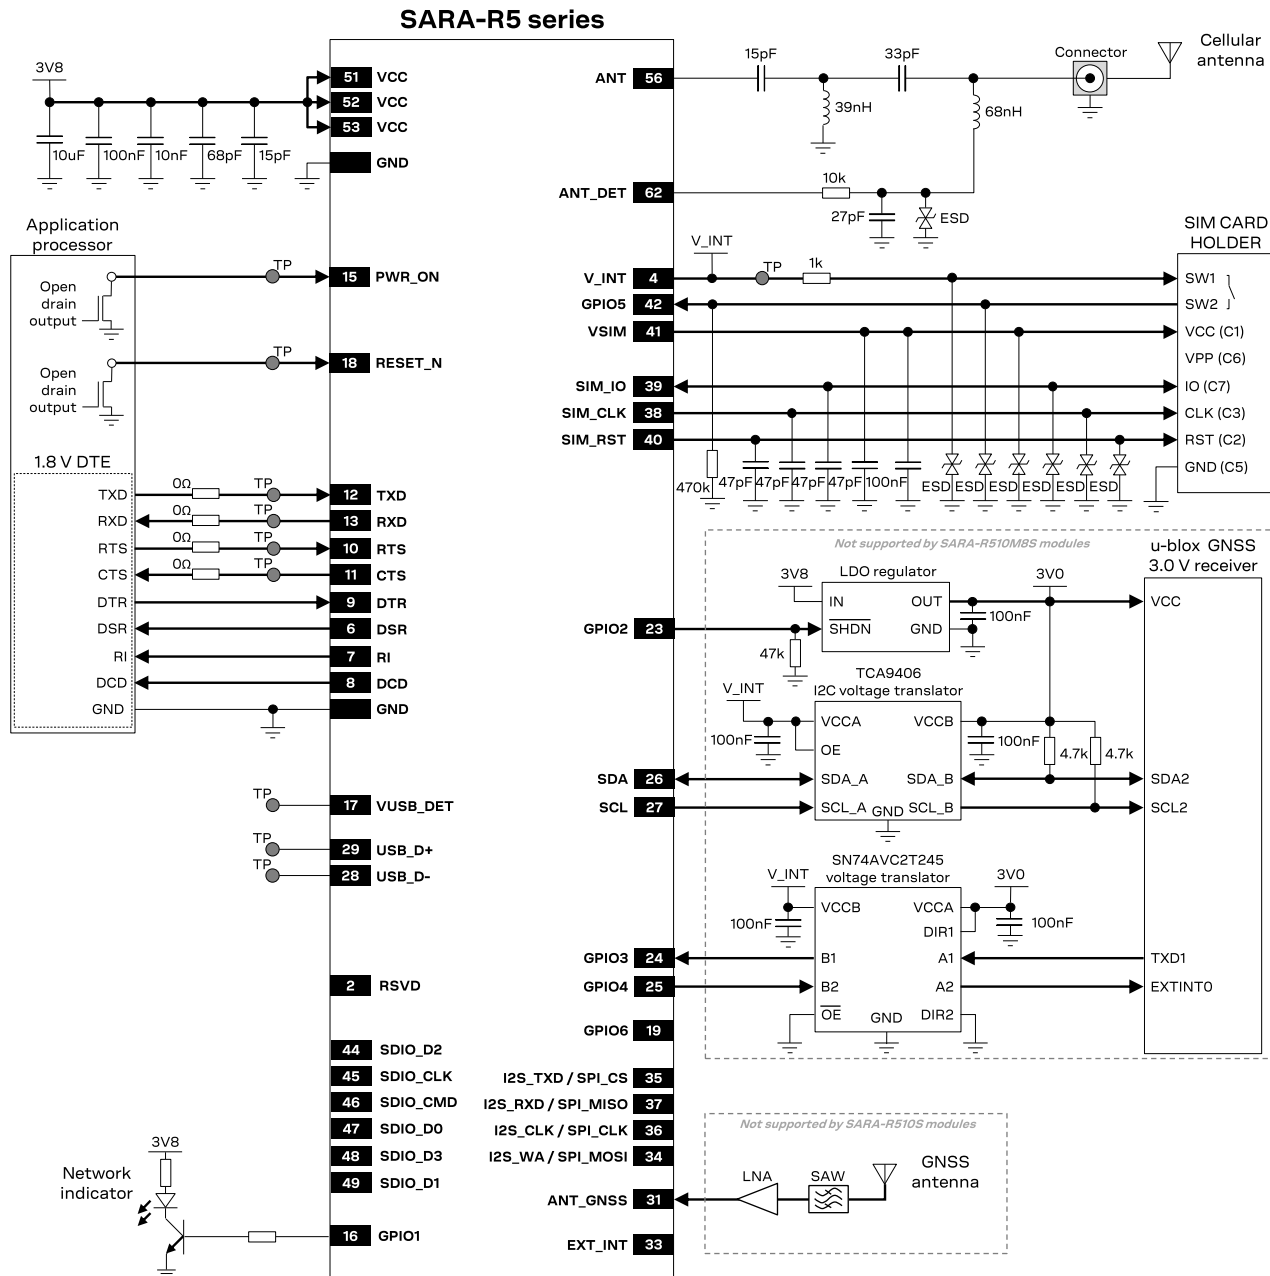 SARA-R5 series
3V8
10uF
100nF
10nF
68pF
15pF
51 VCC
52 VCC
53 VCC
GND
Application
processor
Open
drain
output
TP
15 PWR_ON
Open
drain
output
TP
18 RESET_N
1.8 V DTE
TXD 0Ω TP 12 TXD
RXD 0Ω TP 13 RXD
RTS 0Ω TP 10 RTS
CTS 0Ω TP 11 CTS
DTR 9 DTR
DSR 6 DSR
RI 7 RI
DCD 8 DCD
GND GND
TP 17 VUSB_DET
TP 29 USB_D+
TP 28 USB_D-
2 RSVD
44 SDIO_D2
45 SDIO_CLK
46 SDIO_CMD
47 SDIO_D0
48 SDIO_D3
49 SDIO_D1
3V8
Network
indicator
16 GPIO1
ANT 56
15pF
33pF
Connector
Cellular
antenna
39nH
68nH
ANT_DET 62
10k
27pF
ESD
SIM CARD
HOLDER
V_INT
V_INT 4 TP 1k SW1
GPIO5 42 SW2
VSIM 41 VCC (C1)
VPP (C6)
SIM_IO 39 IO (C7)
SIM_CLK 38 CLK (C3)
SIM_RST 40 RST (C2)
GND (C5)
470k 47pF 47pF 47pF 47pF 100nF ESD ESD ESD ESD ESD ESD
Not supported by SARA-R510M8S modules
u-blox GNSS
3.0 V receiver
3V8
LDO regulator
3V0
IN OUT
100nF
VCC
GPIO2 23 SHDN GND
47k
TCA9406
I2C voltage translator
V_INT
VCCA VCCB
100nF
100nF
4.7k 4.7k
OE
SDA 26 SDA_A SDA_B SDA2
SCL 27 SCL_A GND SCL_B SCL2
SN74AVC2T245
voltage translator
V_INT
3V0
VCCB VCCA
100nF
100nF
DIR1
GPIO3 24 B1 A1 TXD1
GPIO4 25 B2 A2 EXTINT0
OE GND DIR2
GPIO6 19
I2S_TXD / SPI_CS 35
I2S_RXD / SPI_MISO 37
I2S_CLK / SPI_CLK 36
I2S_WA / SPI_MOSI 34
Not supported by SARA-R510S modules
LNA SAW
GNSS
antenna
ANT_GNSS 31
EXT_INT 33